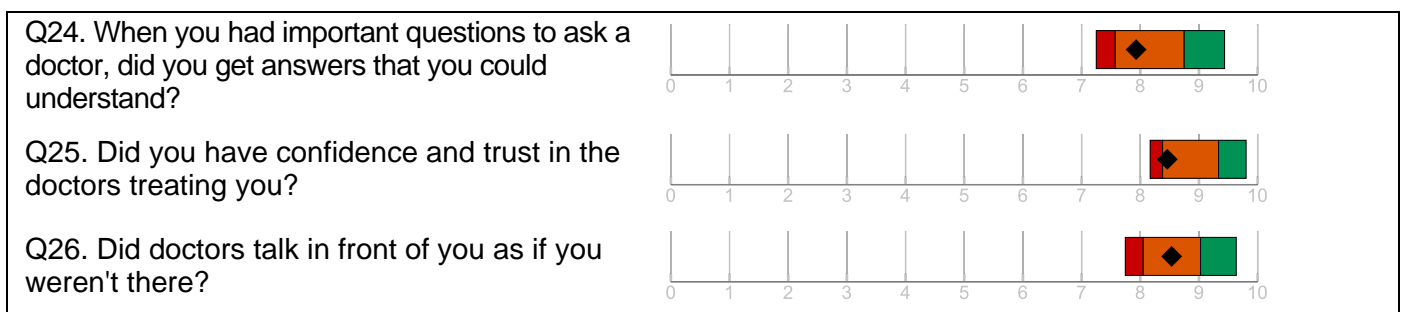 Q24. When you had important questions to ask a
doctor, did you get answers that you could
understand?
0 1 2 3 4 5 6 7 8 9 10
Q25. Did you have confidence and trust in the
doctors treating you?
0 1 2 3 4 5 6 7 8 9 10
Q26. Did doctors talk in front of you as if you
weren't there?
0 1 2 3 4 5 6 7 8 9 10